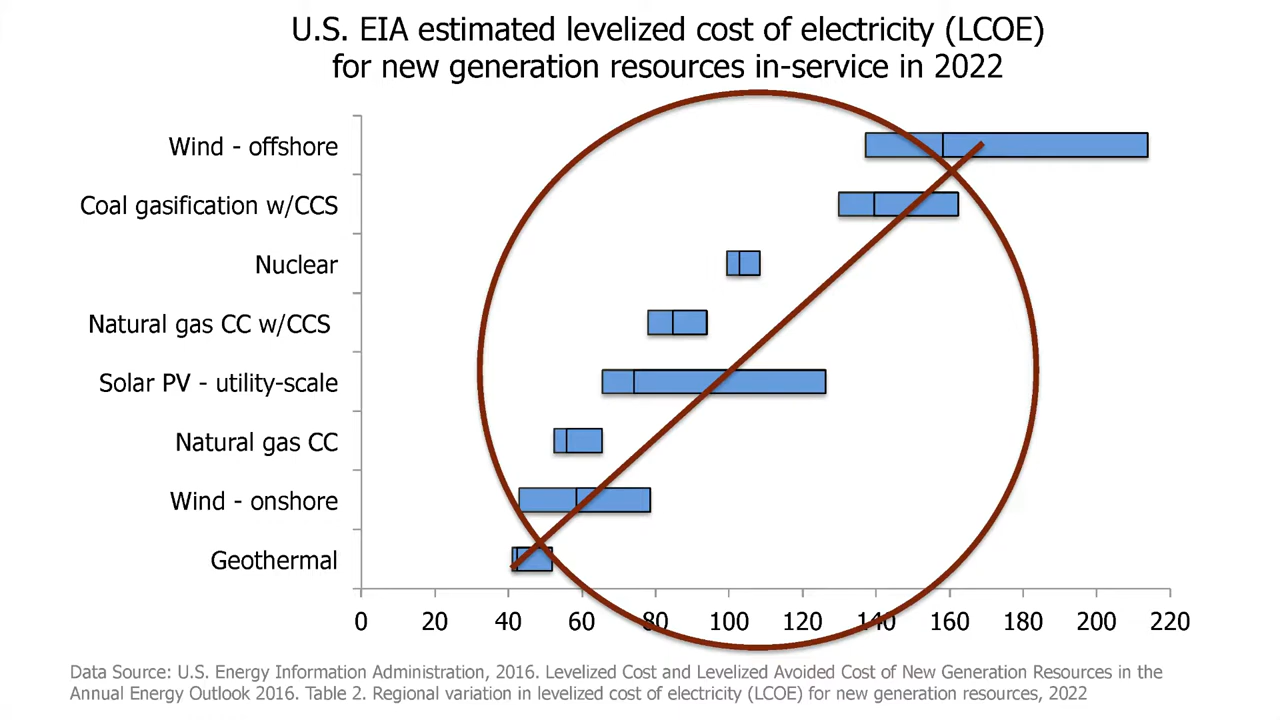 U.S. EIA estimated levelized cost of electricity (LCOE)
for new generation resources in-service in 2022
Wind - offshore
Coal gasification w/CCS
Nuclear
Natural gas CC w/CCS
Solar PV - utility-scale
Natural gas CC
Wind - onshore
Geothermal
0 20 40 60 80 100 120 140 160 180 200 220
Data Source: U.S. Energy Information Administration, 2016. Levelized Cost and Levelized Avoided Cost of New Generation Resources in the
Annual Energy Outlook 2016. Table 2. Regional variation in levelized cost of electricity (LCOE) for new generation resources, 2022